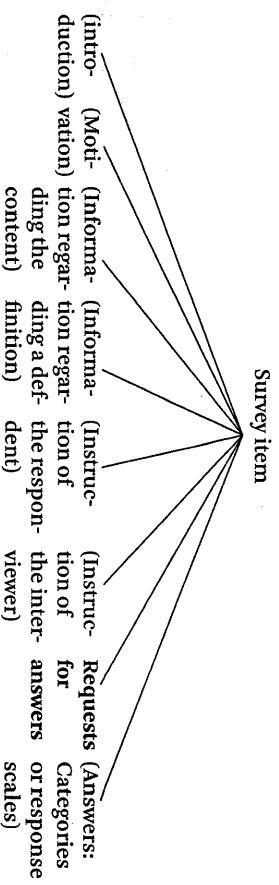 Survey item
(intro-
duction)
(Moti-
vation)
(Informa-
tion regar-
ding the
content)
(Informa-
tion regar-
ding a def-
finition)
(Instruc-
tion of
the respon-
dent)
(Instruc-
tion of
the inter-
viewer)
Requests
for
answers
(Answers:
Categories
or response
scales)